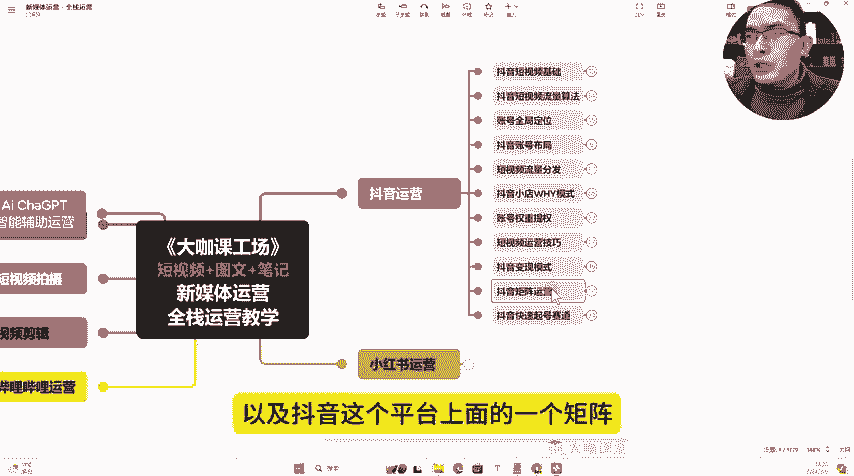 新媒体运营·全栈运营
抖音短视频基础
抖音短视频流量算法
账号全局定位
抖音账号布局
短视频流量分发
抖音小店WHY模式
账号权重提权
短视频运营技巧
抖音变现模式
抖音矩阵运营
抖音快速起号赛道
抖音运营
Ai ChaGPT
智能辅助运营
短视频拍摄
视频剪辑
哔哩哔哩运营
《大咖课工场》
短视频+图文+笔记
新媒体运营
全栈运营教学
小红书运营
以及抖音这个平台上面的一个矩阵